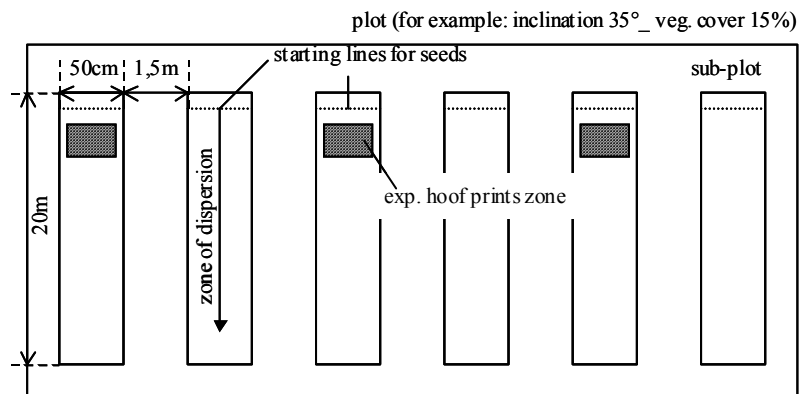 plot (for example: inclination 35°_ veg. cover 15%)
starting lines for seeds
50cm
1,5m
sub-plot
20m
zone of dispersion
exp. hoof prints zone